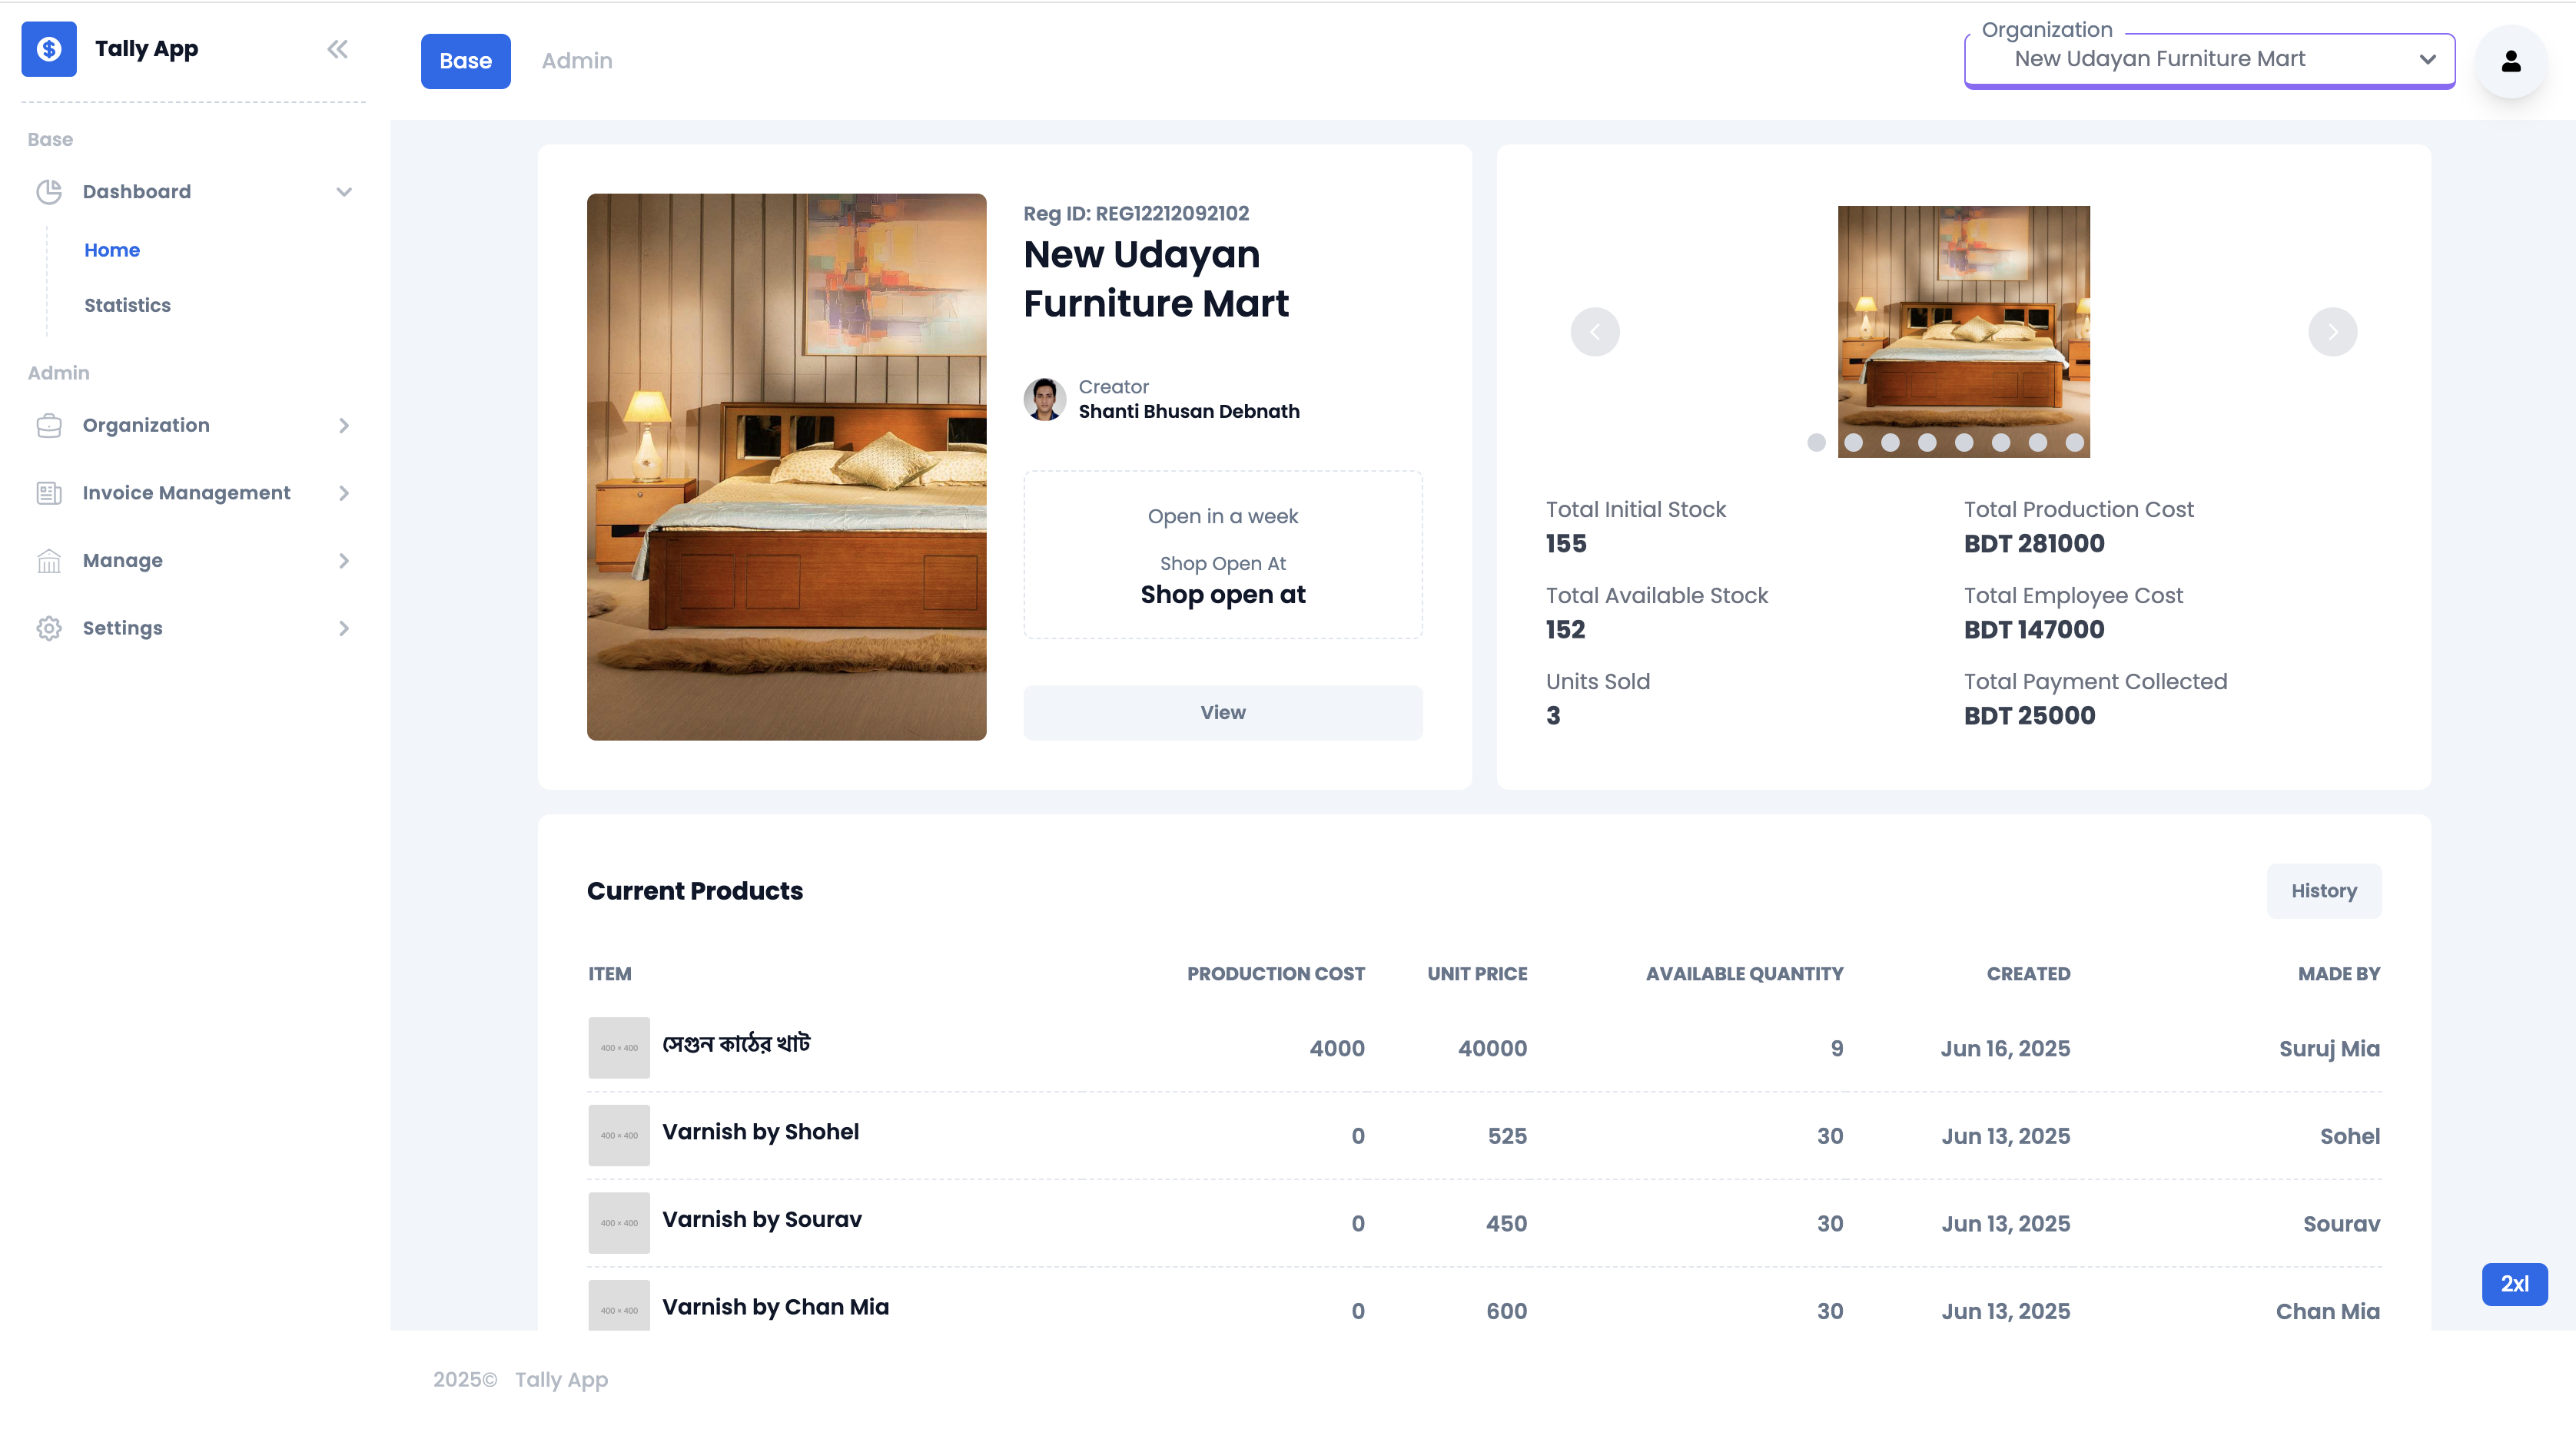 Tally App
Base
Dashboard
Home
Statistics
Admin
Organization
Invoice Management
Manage
Settings
Base Admin
Organization
New Udayan Furniture Mart
Reg ID: REG12212092102
New Udayan
Furniture Mart
Creator
Shanti Bhusan Debnath
Open in a week
Shop Open At
Shop open at
View
Total Initial Stock
155
Total Production Cost
BDT 281000
Total Available Stock
152
Total Employee Cost
BDT 147000
Units Sold
3
Total Payment Collected
BDT 25000
Current Products
History
ITEM PRODUCTION COST UNIT PRICE AVAILABLE QUANTITY CREATED MADE BY
400 × 400 সেগুন কাঠের খাট 4000 40000 9 Jun 16, 2025 Suruj Mia
400 × 400 Varnish by Shohel 0 525 30 Jun 13, 2025 Sohel
400 × 400 Varnish by Sourav 0 450 30 Jun 13, 2025 Sourav
400 × 400 Varnish by Chan Mia 0 600 30 Jun 13, 2025 Chan Mia
2xl
2025© Tally App